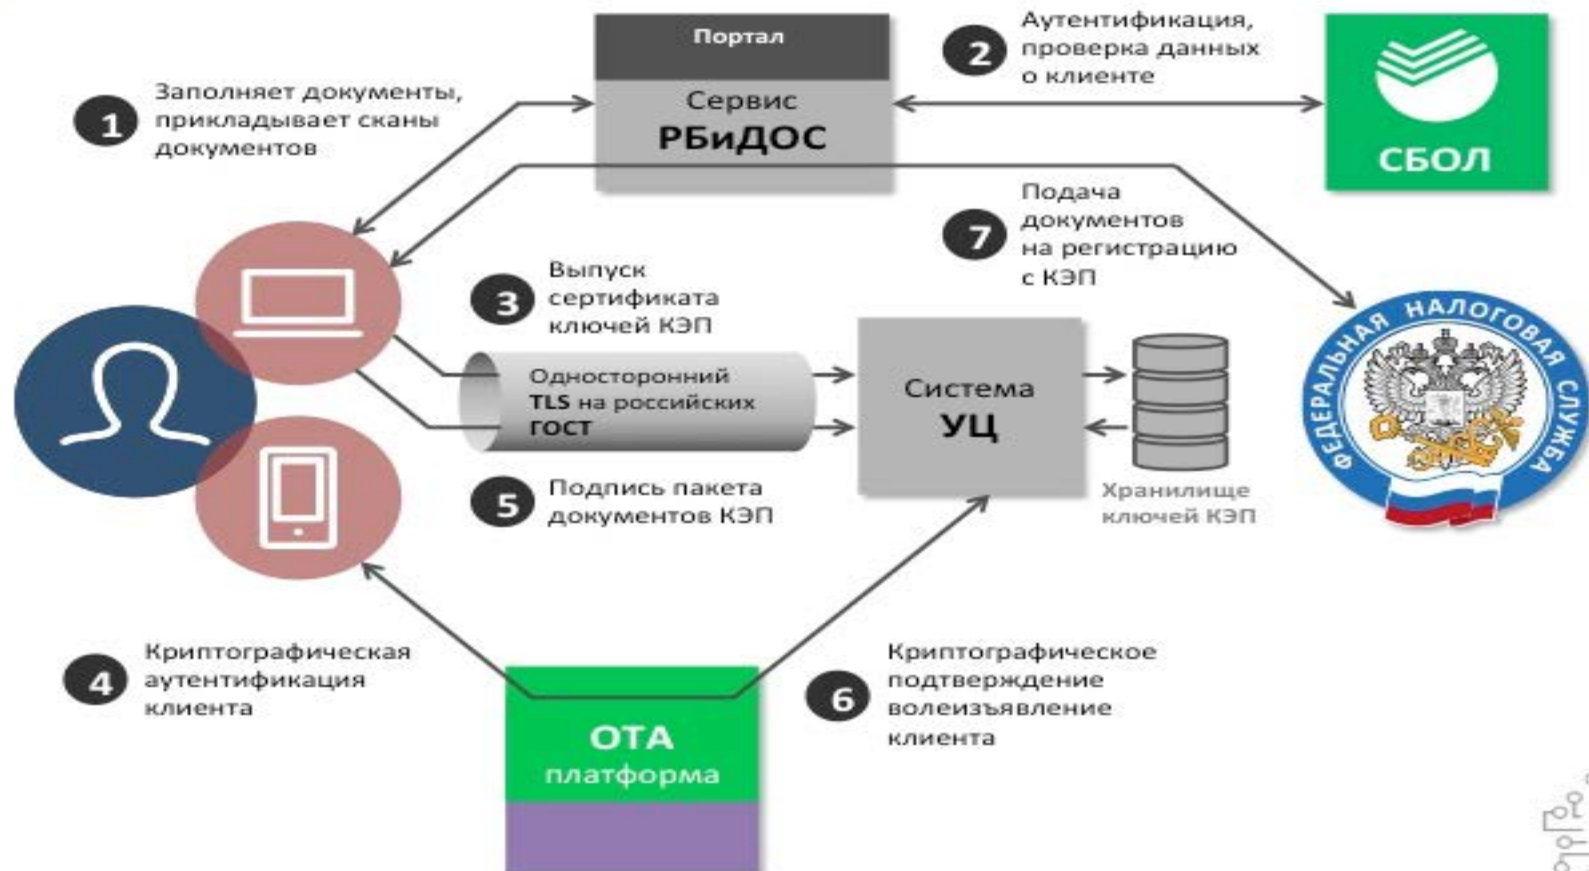 Портал
Сервис
РБиДОС
1
Заполняет документы,
прикладывает сканы
документов
2
Аутентификация,
проверка данных
о клиенте
СБОЛ
7
Подача
документов
на регистрацию
с КЭП
3
Выпуск
сертификата
ключей КЭП
Односторонний
TLS на российских
ГОСТ
Система
УЦ
Хранилище
ключей КЭП
ФЕДЕРАЛЬНАЯ НАЛОГОВАЯ СЛУЖБА
5
Подпись пакета
документов КЭП
4
Криптографическая
аутентификация
клиента
6
Криптографическое
подтверждение
волеизъявление
клиента
ОТА
платформа